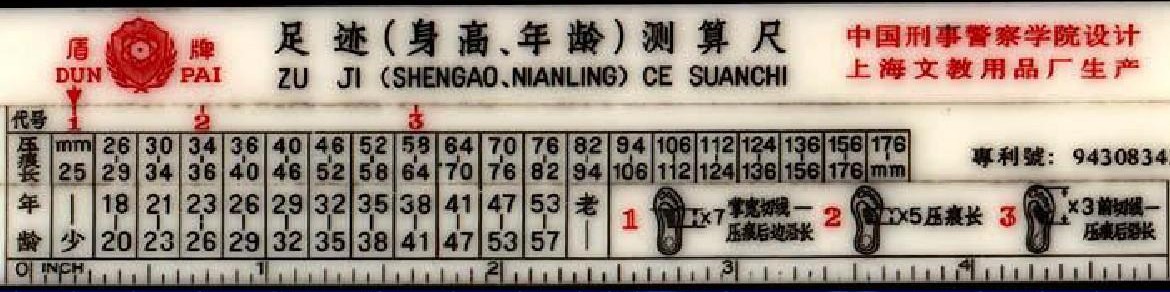 盾 牌
DUN PAI
足迹(身高、年龄)测算尺
ZU JI (SHENGAO、NIANLING) CE SUANCHI
中国刑事警察学院设计
上海文教用品厂生产
代号 1 2 3
压痕长 mm 26 30 34 36 40 46 52 58 64 70 76 82 94 106 112 124 136 156 176
25 29 34 36 40 46 52 58 64 70 76 82 94 106 112 124 136 156 176 mm
專利號: 9430834
年龄 | 18 21 23 26 29 32 35 38 41 47 53 老
少 20 23 26 29 32 35 38 41 47 53 57 |
1 ×7 掌宽切线—压痕后边沿长
2 ×5 压痕长
3 ×3 前切线—压痕后沿长
0 INCH 1 2 3 4